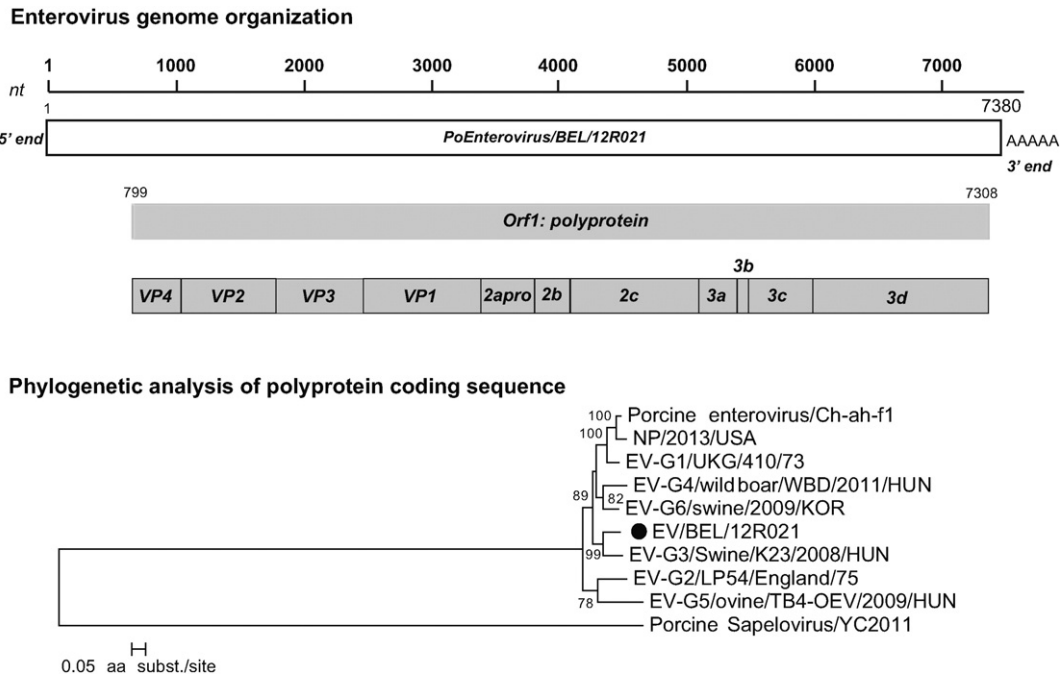 Enterovirus genome organization
1 1000 2000 3000 4000 5000 6000 7000
nt
1 7380
5' end PoEnterovirus/BEL/12R021 AAAAA
3' end
799 7308
Orf1: polyprotein
3b
VP4 VP2 VP3 VP1 2apro 2b 2c 3a 3c 3d
Phylogenetic analysis of polyprotein coding sequence
100 Porcine enterovirus/Ch-ah-f1
100 NP/2013/USA
EV-G1/UKG/410/73
EV-G4/wild boar/WBD/2011/HUN
89 82
EV-G6/swine/2009/KOR
EV/BEL/12R021
99 EV-G3/Swine/K23/2008/HUN
EV-G2/LP54/England/75
78 EV-G5/ovine/TB4-OEV/2009/HUN
Porcine Sapelovirus/YC2011
0.05 aa subst./site